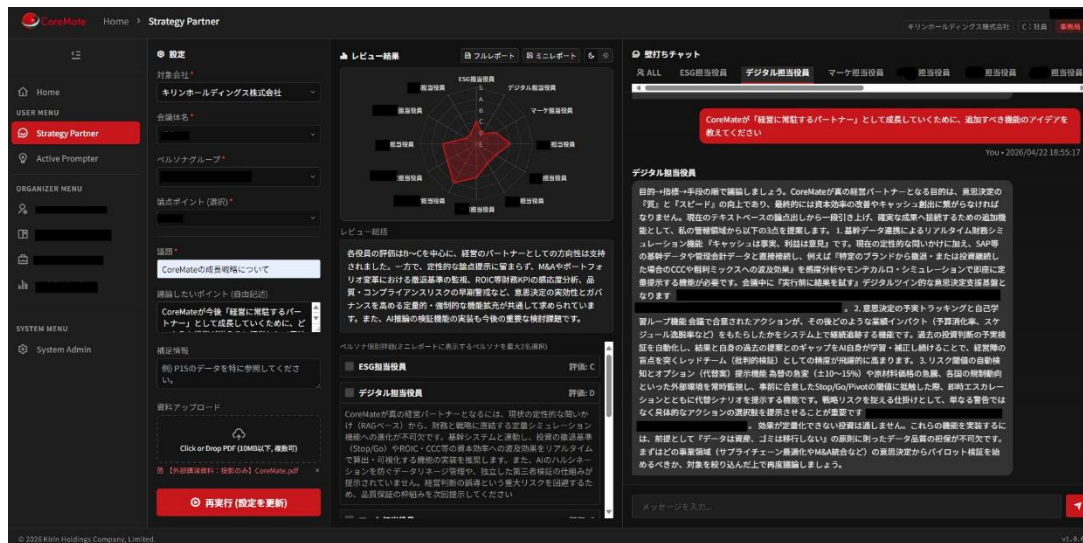 CoreMate
Home > Strategy Partner
キリンホールディングス株式会社
C：社員
事務局
Home
USER MENU
Strategy Partner
Active Prompter
ORGANIZER MENU
SYSTEM MENU
System Admin
設定
対象会社*
キリンホールディングス株式会社
会議体名*
ペルソナグループ*
論点ポイント (選択)*
議題*
CoreMateの成長戦略について
議論したいポイント (自由記述)
CoreMateが今後「経営に常駐するパ
ートナー」として成長していくために、ど
補足情報
例) P15のデータを特に参照してくださ
い。
資料アップロード
Click or Drop PDF (10MB以下, 複数可)
【外部講演資料：投影のみ】CoreMate.pdf ×
再実行 (設定を更新)
レビュー結果
フルレポート
ミニレポート
ESG担当役員
デジタル担当役員
マーケ担当役員
担当役員
担当役員
担当役員
担当役員
担当役員
担当役員
担当役員
S
A
B
C
D
E
レビュー総括
各役員の評価はB～Cを中心に、経営のパートナーとしての方向性は支持
されました。一方で、定性的な論点提示に留まらず、M&Aやポートフォ
リオ変革における撤退基準の監視、ROIC等財務KPIの感応度分析、品
質・コンプライアンスリスクの早期警戒など、意思決定の実効性とガバ
ナンスを高める定量的・強制的な機能拡充が共通して求められていま
す。また、AI推論の検証機能の実装も今後の重要な検討課題です。
ペルソナ個別評価(ミニレポートに表示するペルソナを最大2名選択)
ESG担当役員 評価: C
デジタル担当役員 評価: D
CoreMateが真の経営パートナーとなるには、現状の定性的な問いか
け（RAGベース）から、財務と戦略に直結する定量シミュレーション
機能への進化が不可欠です。基幹システムと連動し、投資の撤退基準
（Stop/Go）やROIC・CCC等の資本効率への波及効果をリアルタイム
で算出・可視化する機能の実装を推奨します。また、AIのハルシネー
ションを防ぐデータリネージ管理や、独立した第三者検証の仕組みが
提示されていません。経営判断の誤導という重大リスクを回避するた
め、品質保証の枠組みを次回提示してください
壁打ちチャット
ALL
ESG担当役員
デジタル担当役員
マーケ担当役員
担当役員
担当役員
担当役員
CoreMateが「経営に常駐するパートナー」として成長していくために、追加すべき機能のアイデアを
教えてください
You • 2026/04/22 18:55:17
デジタル担当役員
目的→指標→手段の順で議論しましょう。CoreMateが真の経営パートナーとなる目的は、意思決定の
『質』と『スピード』の向上であり、最終的には資本効率の改善やキャッシュ創出に繋がらなければ
なりません。現在のテキストベースの論点出しから一段引き上げ、確実な成果へ接続するための追加機
能として、私の管轄領域から以下の3点を提案します。 1. 基幹データ連携によるリアルタイム財務シミ
ュレーション機能『キャッシュは事実、利益は意見』です。現在の定性的な問いかけに加え、SAP等
の基幹データや管理会計データと直接接続し、例えば『特定のブランドから撤退・または投資継続し
た場合のCCCや粗利ミックスへの波及効果』を感度分析やモンテカルロ・シミュレーションで即座に定
量提示する機能が必要です。会議中に『実行前に結果を試す』デジタルツイン的な意思決定支援基盤と
なります
。 2. 意思決定の予実トラッキングと自己学
習ループ機能 会議で合意されたアクションが、その後どのような業績インパクト（予算消化率、スケ
ジュール逸脱率など）をもたらしたかをシステム上で継続追跡する機能です。過去の投資判断の予実検
証を自動化し、結果と自身の過去の提案とのギャップをAI自身が学習・補正し続けることで、経営陣の
盲点を突くレッドチーム（批判的検証）としての精度が飛躍的に高まります。 3. リスク閾値の自動検
知とオプション（代替案）提示機能 為替の急変（±10〜15%）や原材料価格の急騰、各国の規制動向
といった外部環境を常時監視し、事前に合意したStop/Go/Pivotの閾値に抵触した際、即時エスカレー
ションとともに代替シナリオを提示する機能です。戦略リスクを捉える仕掛けとして、単なる警告では
なく具体的なアクションの選択肢を提示させることが重要です
。 効果が定量化できない投資は通しません。これらの機能を実装するに
は、前提として『データは資産、ゴミは移行しない』の原則に則ったデータ品質の担保が不可欠です。
まずはどの事業領域（サプライチェーン最適化やM&A統合など）の意思決定からパイロット検証を始
めるべきか、対象を絞り込んだ上で再度議論しましょう。
メッセージを入力...
© 2026 Kirin Holdings Company, Limited.